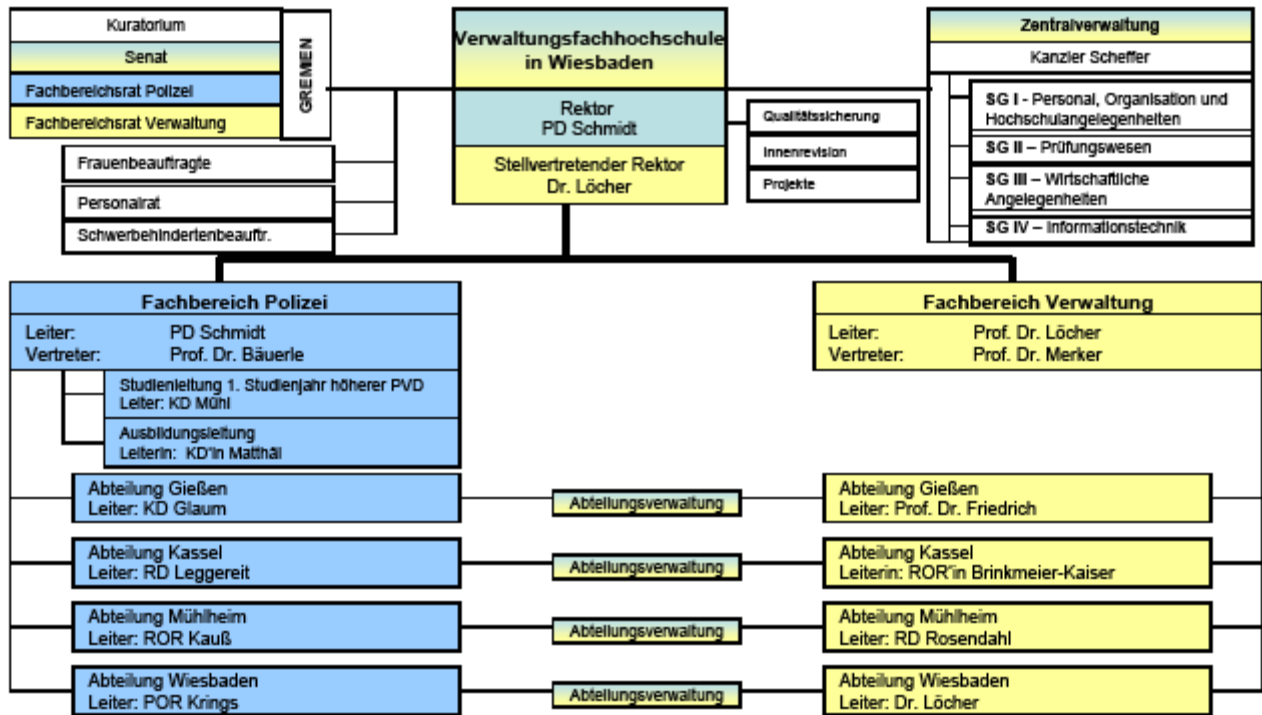 Kuratorium
Senat
Fachbereichsrat Polizei
Fachbereichsrat Verwaltung
GREMIEN
Frauenbeauftragte
Personalrat
Schwerbehindertenbeauftr.
Verwaltungsfachhochschule
in Wiesbaden
Rektor
PD Schmidt
Stellvertretender Rektor
Dr. Löcher
Qualitätssicherung
Innenrevision
Projekte
Zentralverwaltung
Kanzler Scheffer
SG I - Personal, Organisation und
Hochschulangelegenheiten
SG II – Prüfungswesen
SG III – Wirtschaftliche
Angelegenheiten
SG IV – Informationstechnik
Fachbereich Polizei
Leiter: PD Schmidt
Vertreter: Prof. Dr. Bäuerle
Studienleitung 1. Studienjahr höherer PVD
Leiter: KD Mühl
Ausbildungsleitung
Leiterin: KD'in Matthäi
Abteilung Gießen
Leiter: KD Glaum
Abteilung Kassel
Leiter: RD Leggereit
Abteilung Mühlheim
Leiter: ROR Kauß
Abteilung Wiesbaden
Leiter: POR Krings
Abteilungsverwaltung
Abteilungsverwaltung
Abteilungsverwaltung
Abteilungsverwaltung
Fachbereich Verwaltung
Leiter: Prof. Dr. Löcher
Vertreter: Prof. Dr. Merker
Abteilung Gießen
Leiter: Prof. Dr. Friedrich
Abteilung Kassel
Leiterin: ROR'in Brinkmeier-Kaiser
Abteilung Mühlheim
Leiter: RD Rosendahl
Abteilung Wiesbaden
Leiter: Dr. Löcher